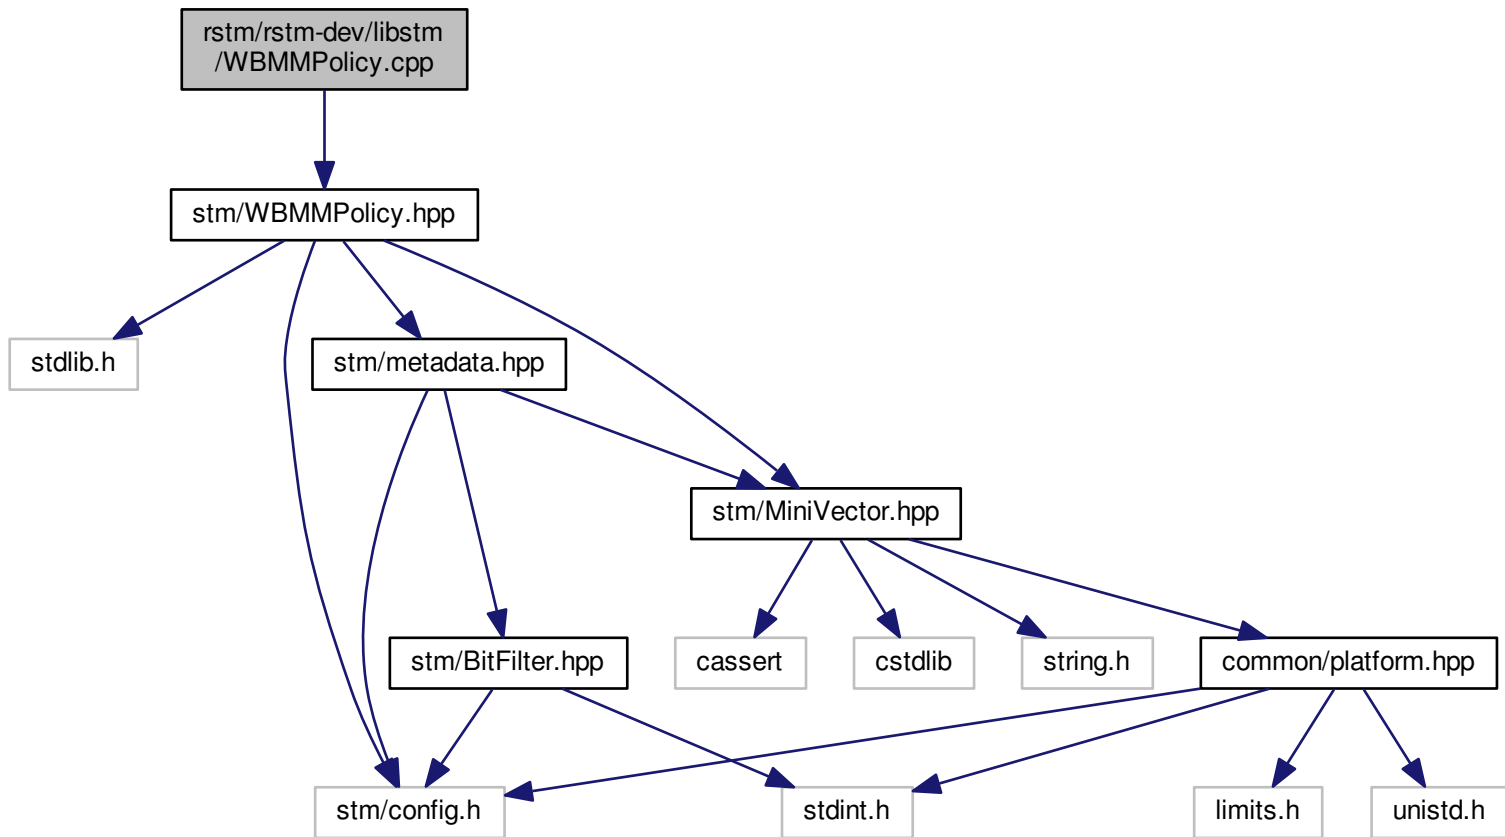 rstm/rstm-dev/libstm
/WBMMPolicy.cpp
stm/WBMMPolicy.hpp
stdlib.h
stm/metadata.hpp
stm/MiniVector.hpp
stm/BitFilter.hpp
cassert
cstdlib
string.h
common/platform.hpp
stm/config.h
stdint.h
limits.h
unistd.h